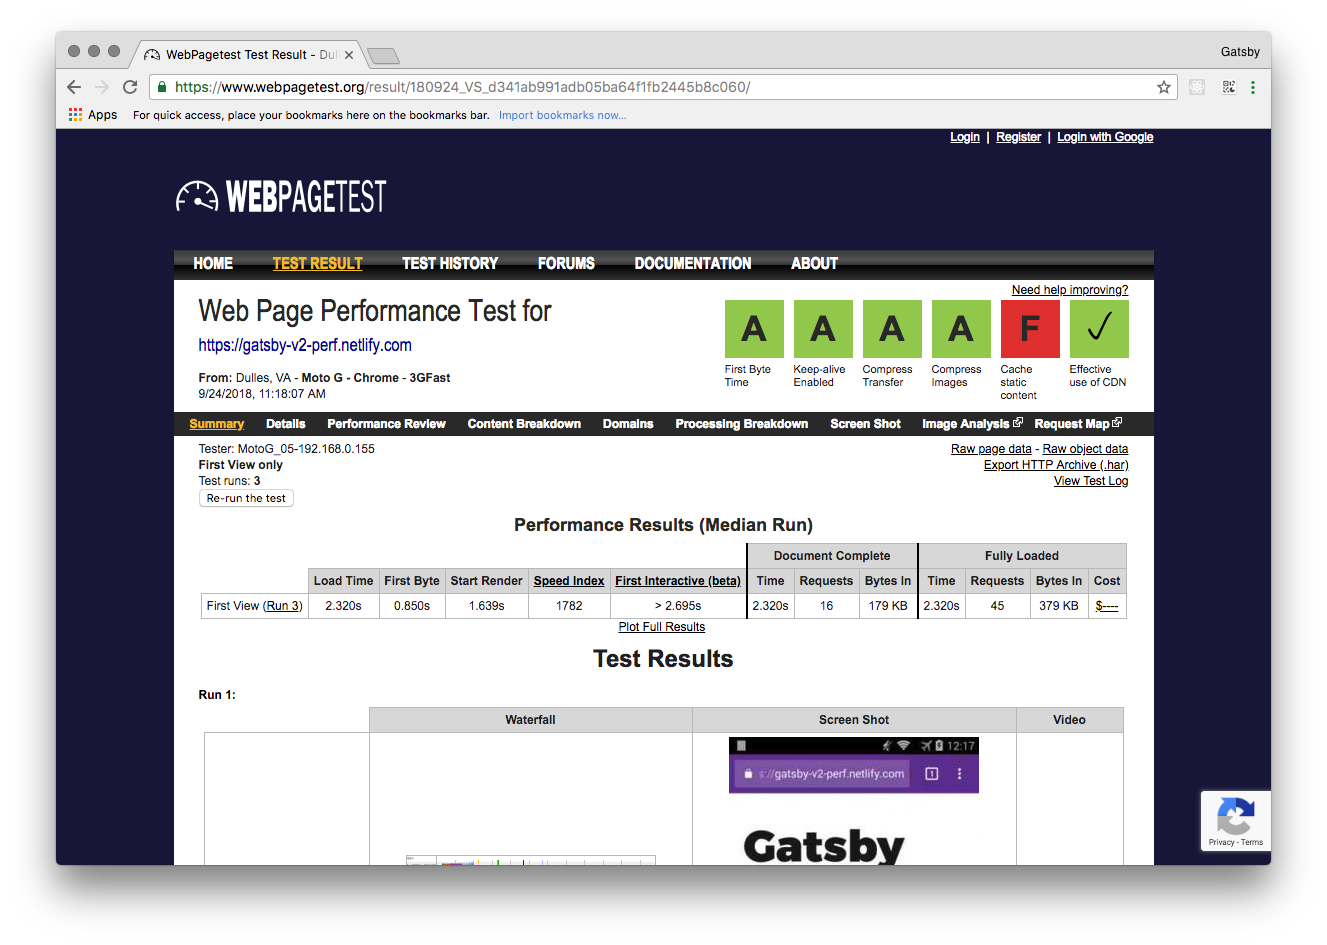 WebPagetest Test Result - Dul
Gatsby
https://www.webpagetest.org/result/180924_VS_d341ab991adb05ba64f1fb2445b8c060/
Apps For quick access, place your bookmarks here on the bookmarks bar. Import bookmarks now...
Login | Register | Login with Google
WEBPAGETEST
HOME TEST RESULT TEST HISTORY FORUMS DOCUMENTATION ABOUT
Need help improving?
Web Page Performance Test for
https://gatsby-v2-perf.netlify.com
From: Dulles, VA - Moto G - Chrome - 3GFast
9/24/2018, 11:18:07 AM
A A A A F ✓
First Byte Time
Keep-alive Enabled
Compress Transfer
Compress Images
Cache static content
Effective use of CDN
Summary Details Performance Review Content Breakdown Domains Processing Breakdown Screen Shot Image Analysis Request Map
Tester: MotoG_05-192.168.0.155
First View only
Test runs: 3
Re-run the test
Raw page data - Raw object data
Export HTTP Archive (.har)
View Test Log
Performance Results (Median Run)
Document Complete Fully Loaded
Load Time First Byte Start Render Speed Index First Interactive (beta) Time Requests Bytes In Time Requests Bytes In Cost
First View (Run 3) 2.320s 0.850s 1.639s 1782 > 2.695s 2.320s 16 179 KB 2.320s 45 379 KB $----
Plot Full Results
Test Results
Run 1:
Waterfall Screen Shot Video
12:17
s://gatsby-v2-perf.netlify.com 1
Gatsby
Privacy - Terms